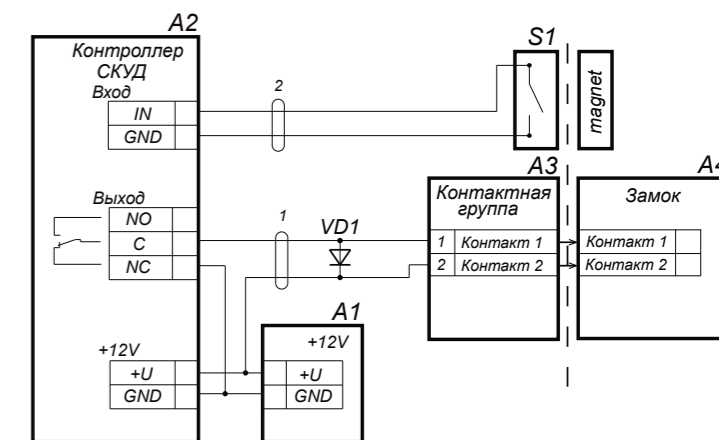 A2
Контроллер
СКУД
Вход
IN
GND
2
S1
magnet
Выход
NO
C
NC
1
VD1
A3
Контактная
группа
1 Контакт 1
2 Контакт 2
A4
Замок
Контакт 1
Контакт 2
+12V
+U
GND
A1
+12V
+U
GND